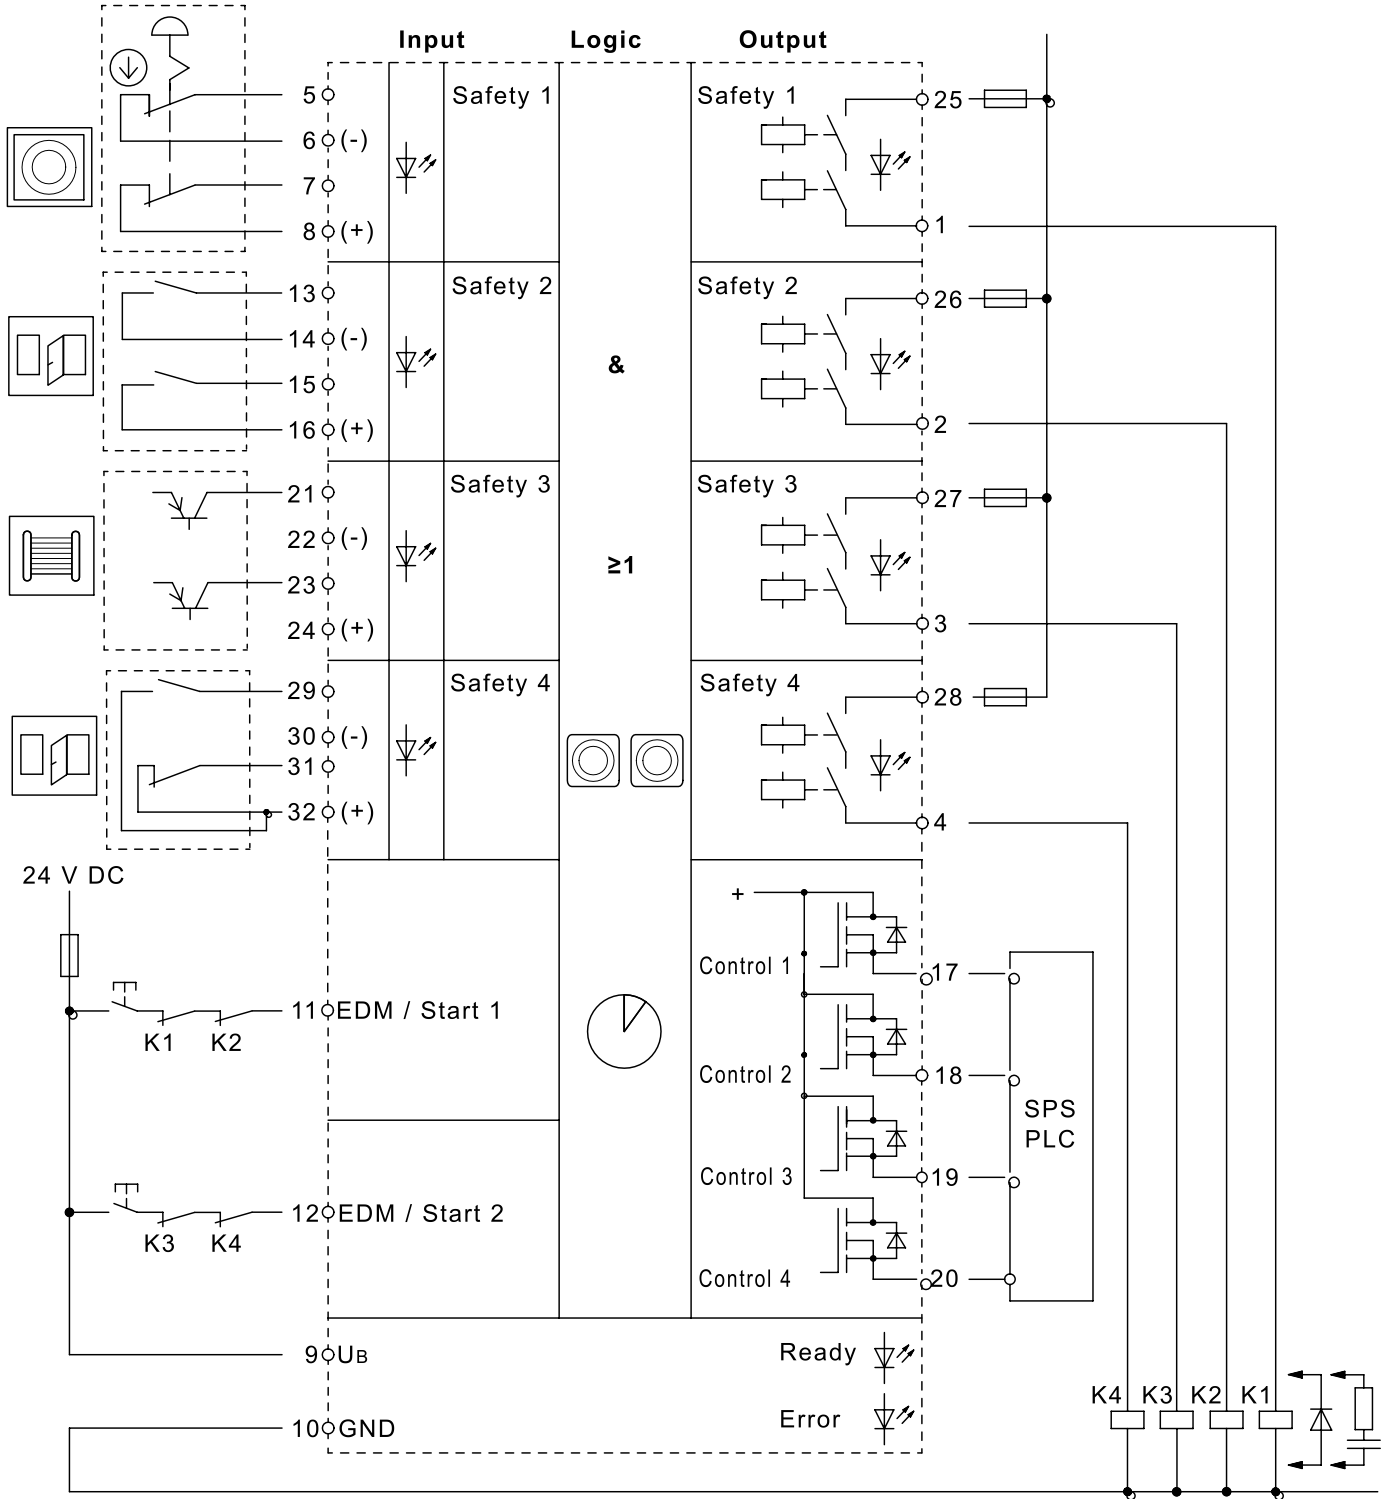 Input Logic Output
5 Safety 1 Safety 1 25
6 (-)
7
8 (+) 1
13 Safety 2 Safety 2 26
14 (-)
&
15
16 (+) 2
21 Safety 3 Safety 3 27
22 (-)
≥1
23
24 (+) 3
29 Safety 4 Safety 4 28
30 (-)
31
32 (+) 4
24 V DC
+
Control 1 17
11 EDM / Start 1
K1 K2
Control 2 18
SPS
PLC
Control 3 19
12 EDM / Start 2
K3 K4
Control 4 20
9 UB Ready
K4 K3 K2 K1
10 GND Error